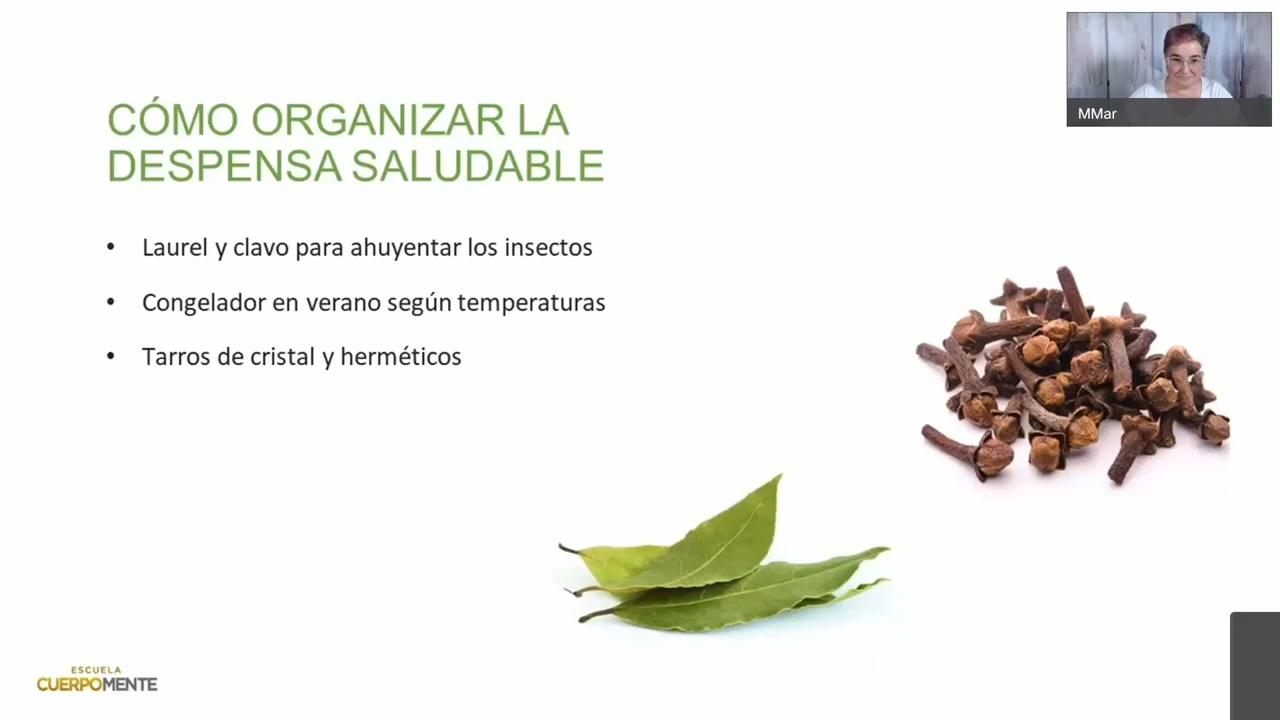 CÓMO ORGANIZAR LA
DESPENSA SALUDABLE
• Laurel y clavo para ahuyentar los insectos
• Congelador en verano según temperaturas
• Tarros de cristal y herméticos
MMar
ESCUELA
CUERPOMENTE